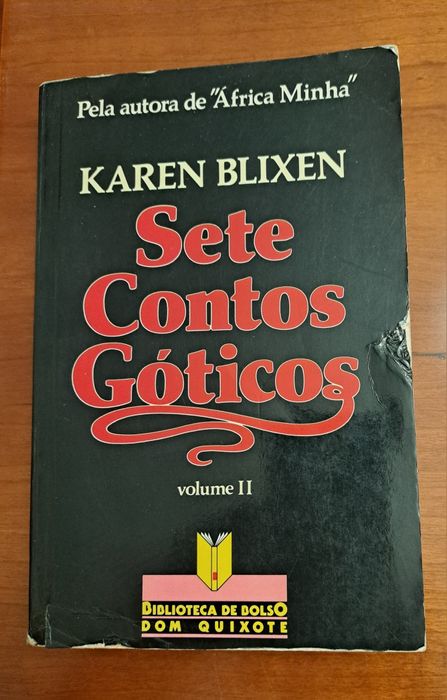 Pela autora de "África Minha"
KAREN BLIXEN
Sete
Contos
Góticos
volume II
BIBLIOTECA DE BOLSO
DOM QUIXOTE